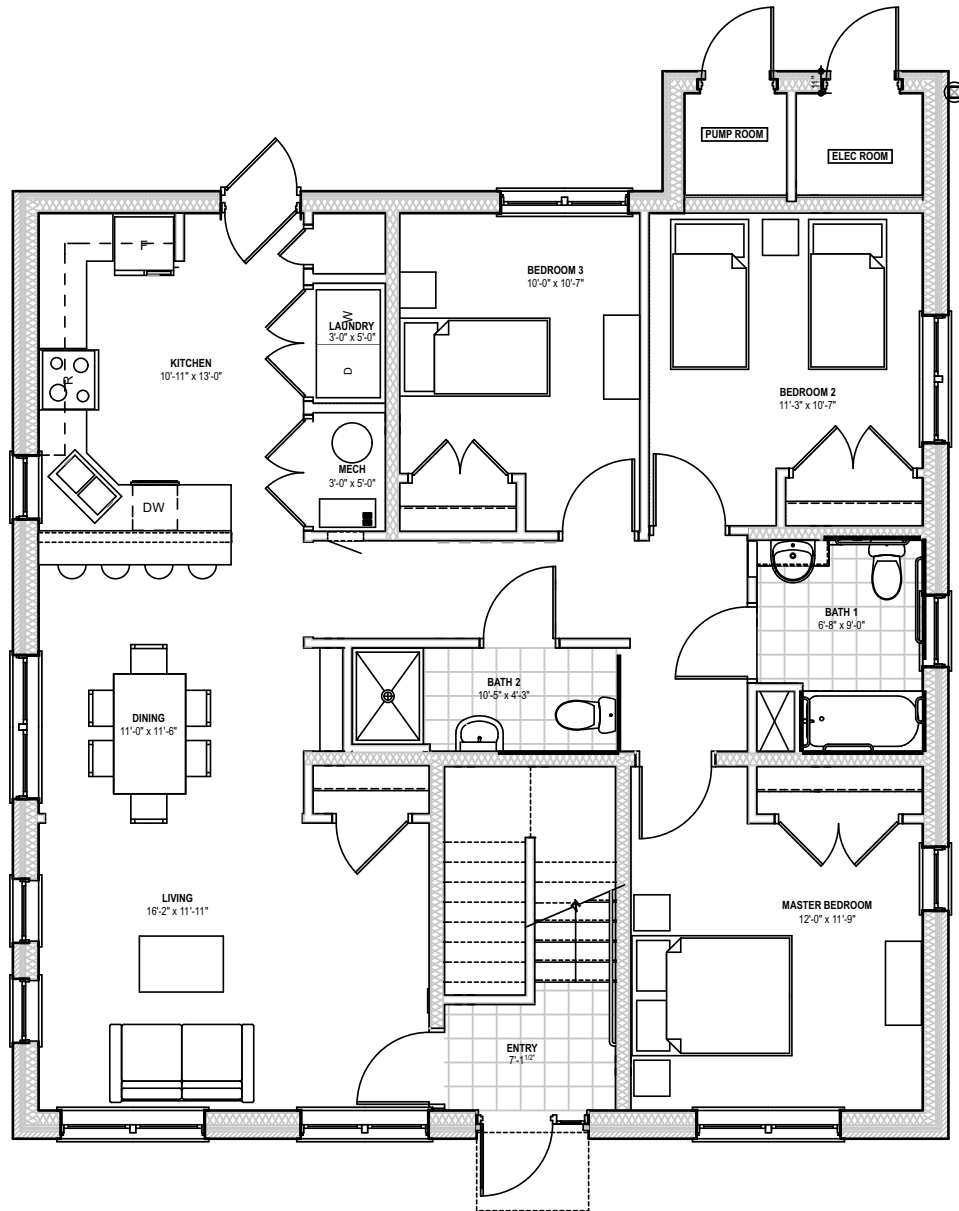 11"
PUMP ROOM
ELEC ROOM
F
BEDROOM 3
10'-0" x 10'-7"
W
LAUNDRY
3'-0" x 5'-0"
KITCHEN
10'-11" x 13'-0"
D
R
BEDROOM 2
11'-3" x 10'-7"
MECH
3'-0" x 5'-0"
DW
BATH 1
6'-8" x 9'-0"
BATH 2
10'-5" x 4'-3"
DINING
11'-0" x 11'-6"
LIVING
16'-2" x 11'-11"
MASTER BEDROOM
12'-0" x 11'-9"
ENTRY
7'-1 1/2"